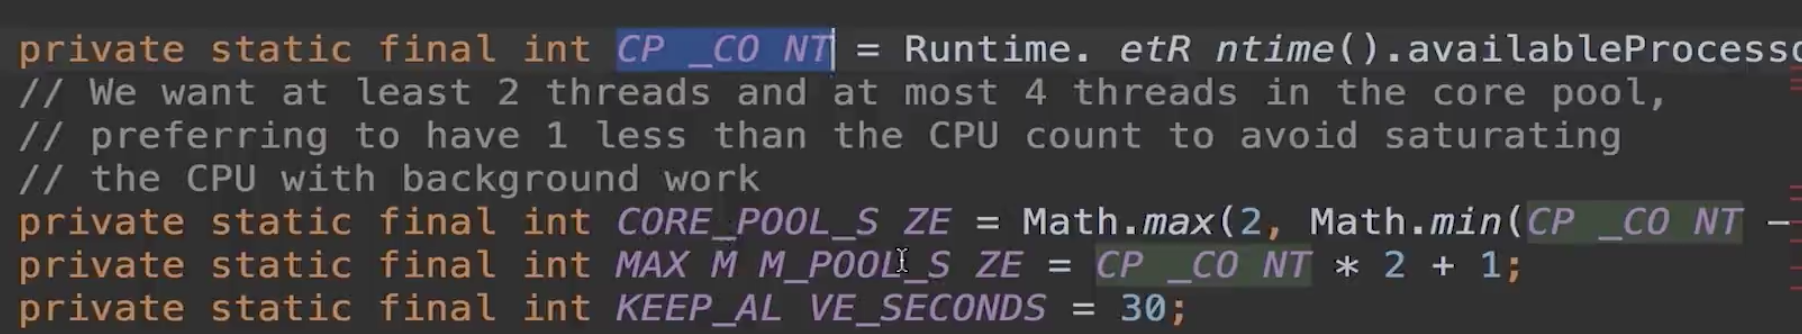 private static final int CP _CO NT = Runtime. etR ntime().availableProcesso
// We want at least 2 threads and at most 4 threads in the core pool,
// preferring to have 1 less than the CPU count to avoid saturating
// the CPU with background work
private static final int CORE_POOL_S ZE = Math.max(2, Math.min(CP _CO NT –
private static final int MAX M M_POOL_S ZE = CP _CO NT * 2 + 1;
private static final int KEEP_AL VE_SECONDS = 30;